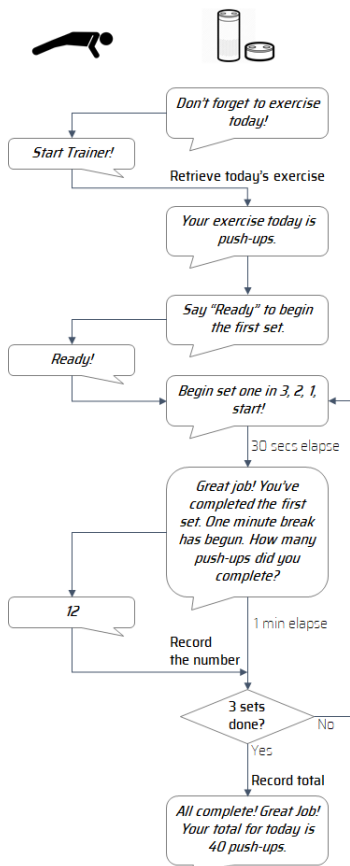 Don't forget to exercise
today!
Start Trainer!
Retrieve today's exercise
Your exercise today is
push-ups.
Say “Ready” to begin
the first set.
Ready!
Begin set one in 3, 2, 1,
start!
30 secs elapse
Great job! You've
completed the first
set. One minute break
has begun. How many
push-ups did you
complete?
12
1 min elapse
Record
the number
3 sets
done?
No
Yes
Record total
All complete! Great Job!
Your total for today is
40 push-ups.